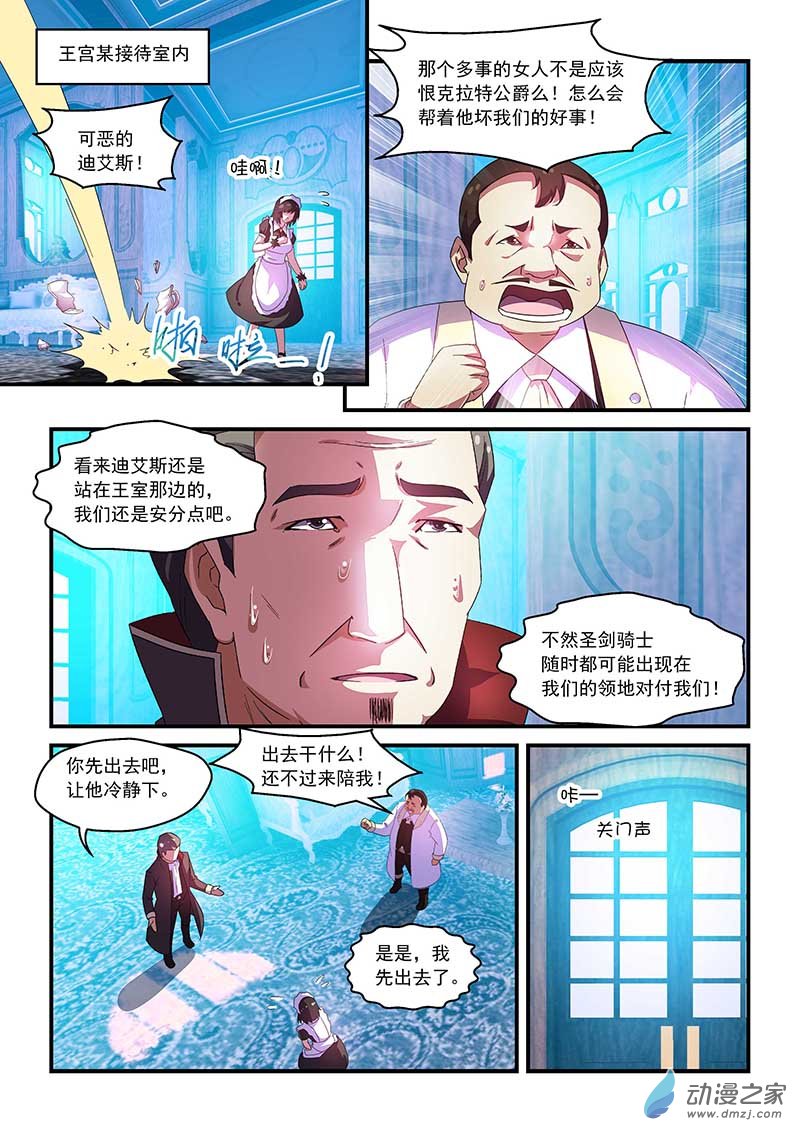 王宫某接待室内
可恶的
迪艾斯！
哇啊！
啪 啦—！
那个多事的女人不是应该
恨克拉特公爵么！怎么会
帮着他坏我们的好事！
看来迪艾斯还是
站在王室那边的，
我们还是安分点吧。
不然圣剑骑士
随时都可能出现在
我们的领地对付我们！
你先出去吧，
让他冷静下。
出去干什么！
还不过来陪我！
是是，我
先出去了。
咔—
关门声
动漫之家
www.dmzj.com